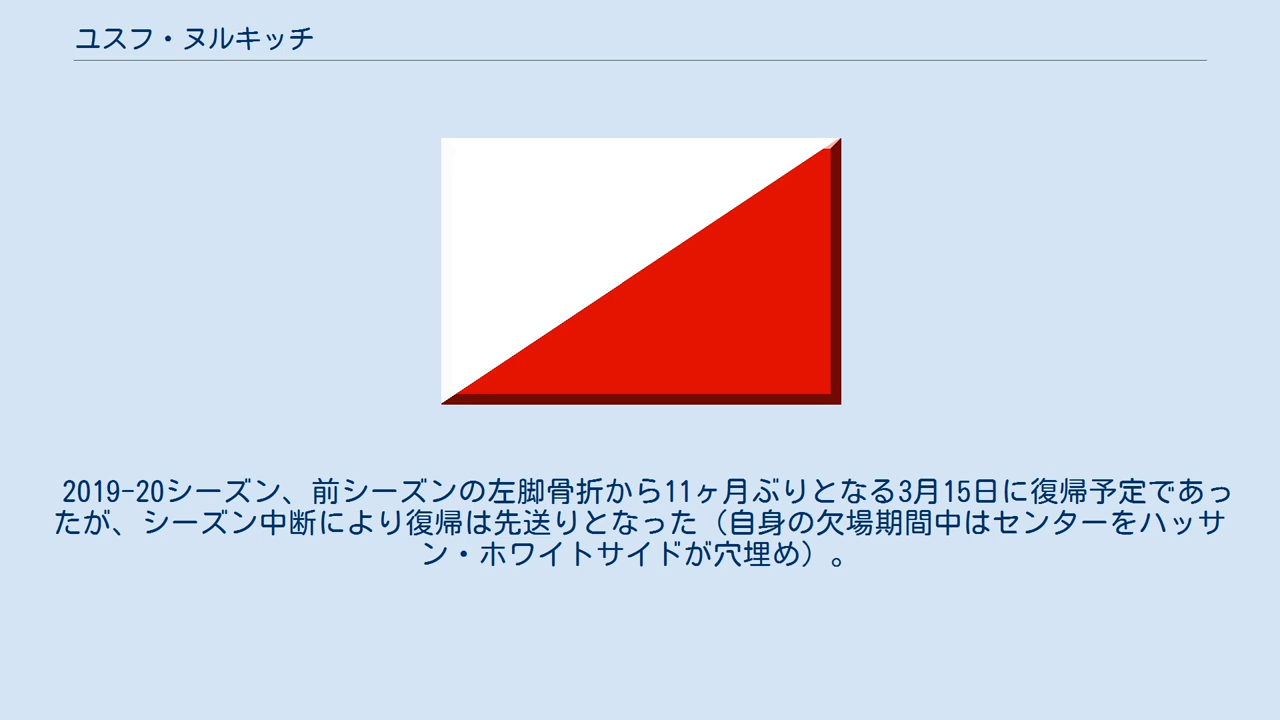 ユスフ・ヌルキッチ
2019-20シーズン、前シーズンの左脚骨折から11ヶ月ぶりとなる3月15日に復帰予定であっ
たが、シーズン中断により復帰は先送りとなった（自身の欠場期間中はセンターをハッサ
ン・ホワイトサイドが穴埋め）。